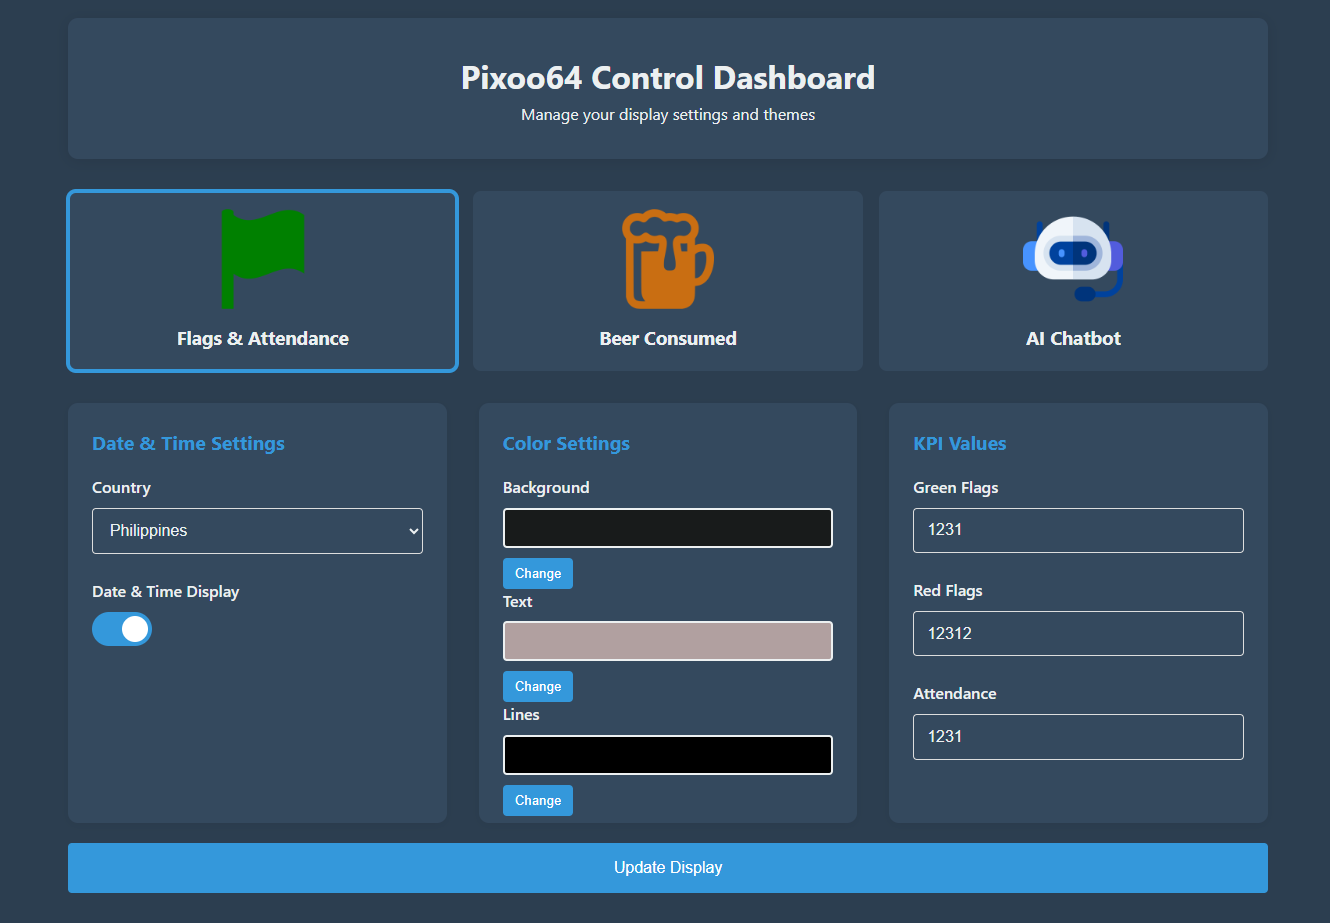 Pixoo64 Control Dashboard
Manage your display settings and themes
Flags & Attendance
Beer Consumed
AI Chatbot
Date & Time Settings
Country
Philippines
Date & Time Display
Color Settings
Background
Change
Text
Change
Lines
Change
KPI Values
Green Flags
1231
Red Flags
12312
Attendance
1231
Update Display